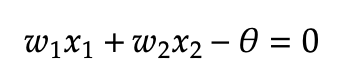 w₁x₁ + w₂x₂ − θ = 0